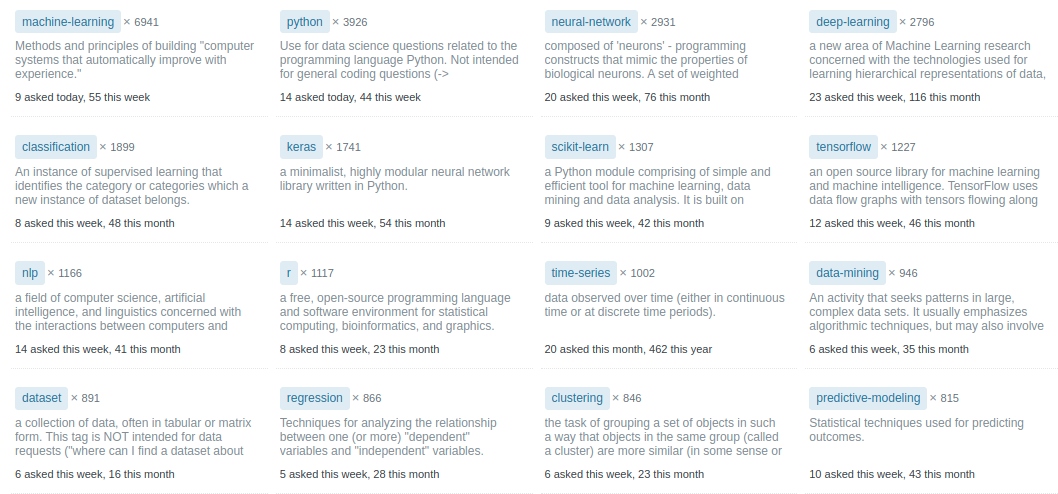 machine-learning × 6941
Methods and principles of building "computer
systems that automatically improve with
experience."
9 asked today, 55 this week
python × 3926
Use for data science questions related to the
programming language Python. Not intended
for general coding questions (->
14 asked today, 44 this week
neural-network × 2931
composed of 'neurons' - programming
constructs that mimic the properties of
biological neurons. A set of weighted
20 asked this week, 76 this month
deep-learning × 2796
a new area of Machine Learning research
concerned with the technologies used for
learning hierarchical representations of data,
23 asked this week, 116 this month
classification × 1899
An instance of supervised learning that
identifies the category or categories which a
new instance of dataset belongs.
8 asked this week, 48 this month
keras × 1741
a minimalist, highly modular neural network
library written in Python.
14 asked this week, 54 this month
scikit-learn × 1307
a Python module comprising of simple and
efficient tool for machine learning, data
mining and data analysis. It is built on
9 asked this week, 42 this month
tensorflow × 1227
an open source library for machine learning
and machine intelligence. TensorFlow uses
data flow graphs with tensors flowing along
12 asked this week, 46 this month
nlp × 1166
a field of computer science, artificial
intelligence, and linguistics concerned with
the interactions between computers and
14 asked this week, 41 this month
r × 1117
a free, open-source programming language
and software environment for statistical
computing, bioinformatics, and graphics.
8 asked this week, 23 this month
time-series × 1002
data observed over time (either in continuous
time or at discrete time periods).
20 asked this month, 462 this year
data-mining × 946
An activity that seeks patterns in large,
complex data sets. It usually emphasizes
algorithmic techniques, but may also involve
6 asked this week, 35 this month
dataset × 891
a collection of data, often in tabular or matrix
form. This tag is NOT intended for data
requests ("where can I find a dataset about
6 asked this week, 16 this month
regression × 866
Techniques for analyzing the relationship
between one (or more) "dependent"
variables and "independent" variables.
5 asked this week, 28 this month
clustering × 846
the task of grouping a set of objects in such
a way that objects in the same group (called
a cluster) are more similar (in some sense or
6 asked this week, 23 this month
predictive-modeling × 815
Statistical techniques used for predicting
outcomes.
10 asked this week, 43 this month